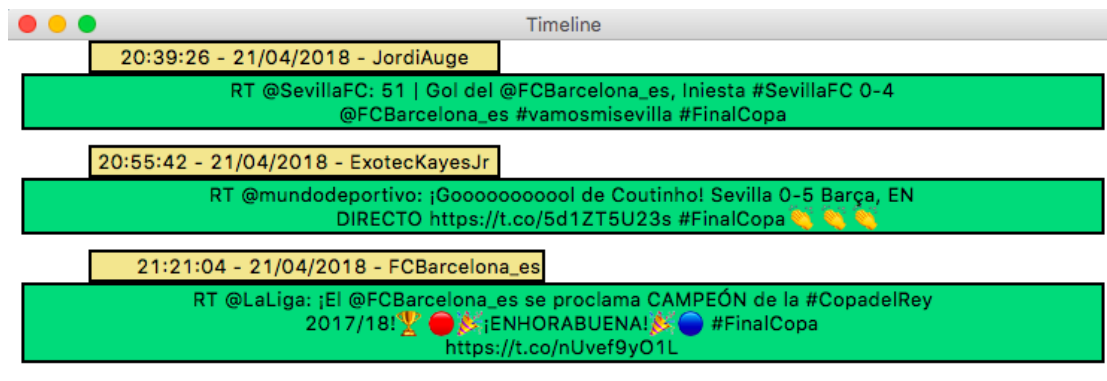 Timeline
20:39:26 - 21/04/2018 - JordiAuge
RT @SevillaFC: 51 | Gol del @FCBarcelona_es, Iniesta #SevillaFC 0-4
@FCBarcelona_es #vamosmisevilla #FinalCopa
20:55:42 - 21/04/2018 - ExotecKayesJr
RT @mundodeportivo: ¡Gooooooooool de Coutinho! Sevilla 0-5 Barça, EN
DIRECTO https://t.co/5d1ZT5U23s #FinalCopa👏 👏 👏
21:21:04 - 21/04/2018 - FCBarcelona_es
RT @LaLiga: ¡El @FCBarcelona_es se proclama CAMPEÓN de la #CopadelRey
2017/18!🏆 🔴🎉¡ENHORABUENA!🎉🔵 #FinalCopa
https://t.co/nUvef9yO1L